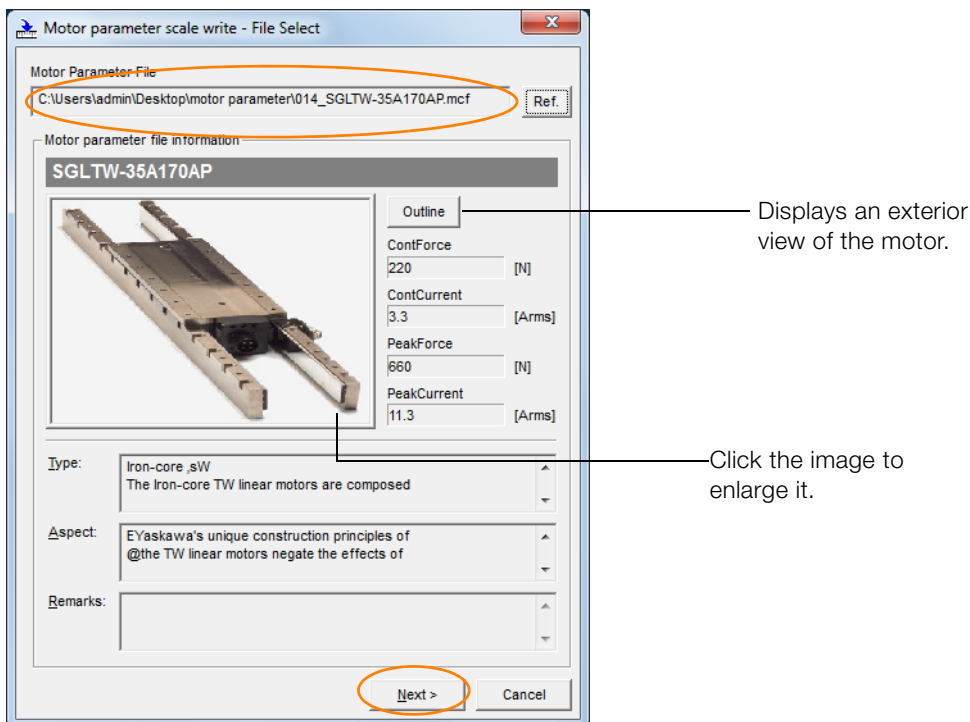 Motor parameter scale write - File Select
Motor Parameter File
C:\Users\admin\Desktop\motor parameter\014_SGLTW-35A170AP.mcf
Ref.
Motor parameter file information
SGLTW-35A170AP
Outline
Displays an exterior
view of the motor.
ContForce
220 [N]
ContCurrent
3.3 [Arms]
PeakForce
660 [N]
PeakCurrent
11.3 [Arms]
Click the image to
enlarge it.
Type:
Iron-core ,sW
The Iron-core TW linear motors are composed
Aspect:
EYaskawa's unique construction principles of
@the TW linear motors negate the effects of
Remarks:
Next >
Cancel